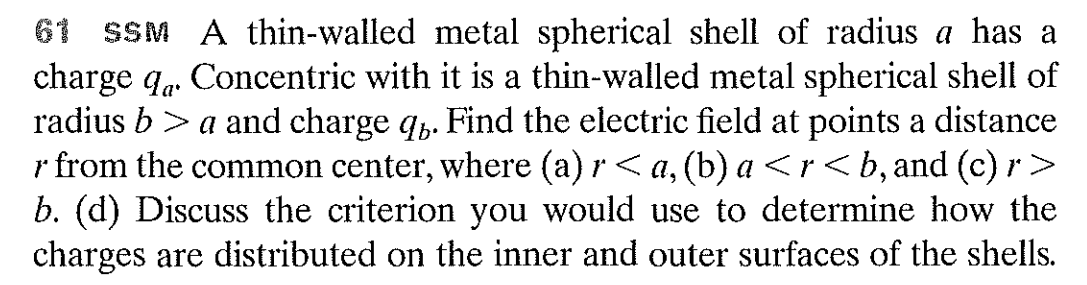 61 SSM A thin-walled metal spherical shell of radius a has a
charge qa. Concentric with it is a thin-walled metal spherical shell of
radius b > a and charge qb. Find the electric field at points a distance
r from the common center, where (a) r < a, (b) a < r < b, and (c) r >
b. (d) Discuss the criterion you would use to determine how the
charges are distributed on the inner and outer surfaces of the shells.